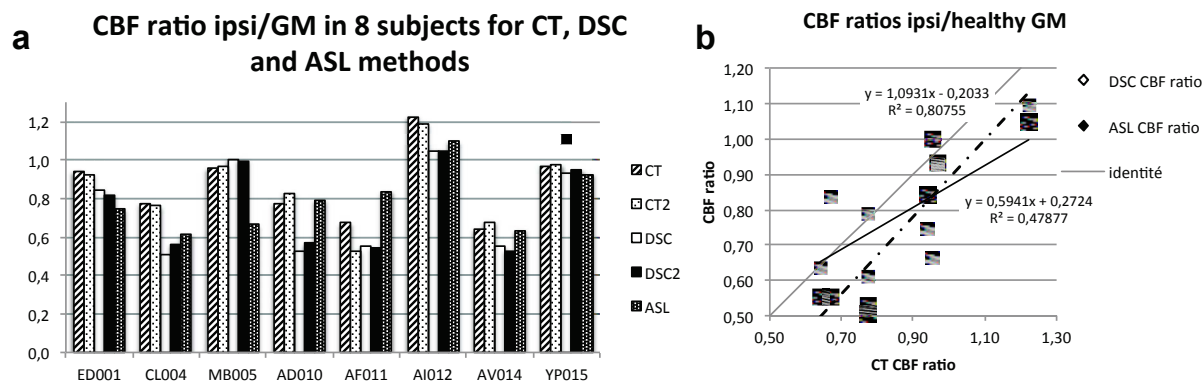 a
CBF ratio ipsi/GM in 8 subjects for CT, DSC
and ASL methods
1,2
1,0
0,8
0,6
0,4
0,2
0,0
ED001 CL004 MB005 AD010 AF011 AI012 AV014 YP015
CT
CT2
DSC
DSC2
ASL
b
CBF ratios ipsi/healthy GM
CBF ratio
1,20
1,10
1,00
0,90
0,80
0,70
0,60
0,50
0,50 0,70 0,90 1,10 1,30
CT CBF ratio
y = 1,0931x - 0,2033
R² = 0,80755
y = 0,5941x + 0,2724
R² = 0,47877
DSC CBF ratio
ASL CBF ratio
identité